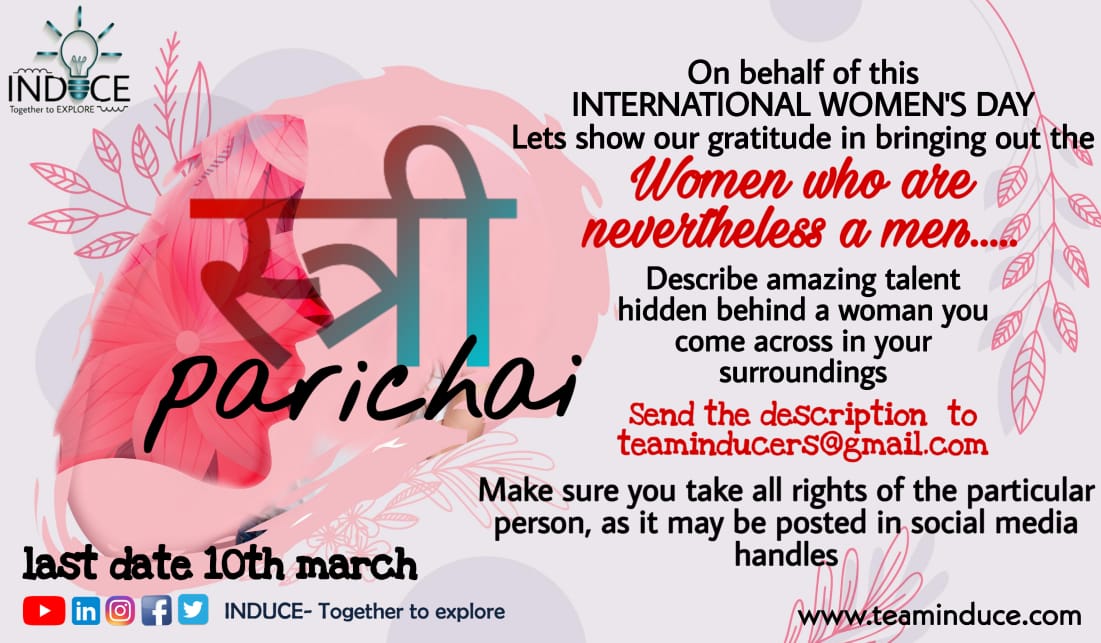 INDUCE
Together to EXPLORE
स्त्री
parichai
On behalf of this
INTERNATIONAL WOMEN'S DAY
Lets show our gratitude in bringing out the
Women who are
nevertheless a men.....
Describe amazing talent
hidden behind a woman you
come across in your
surroundings
Send the description to
teaminducers@gmail.com
Make sure you take all rights of the particular
person, as it may be posted in social media
handles
last date 10th march
INDUCE- Together to explore
www.teaminduce.com